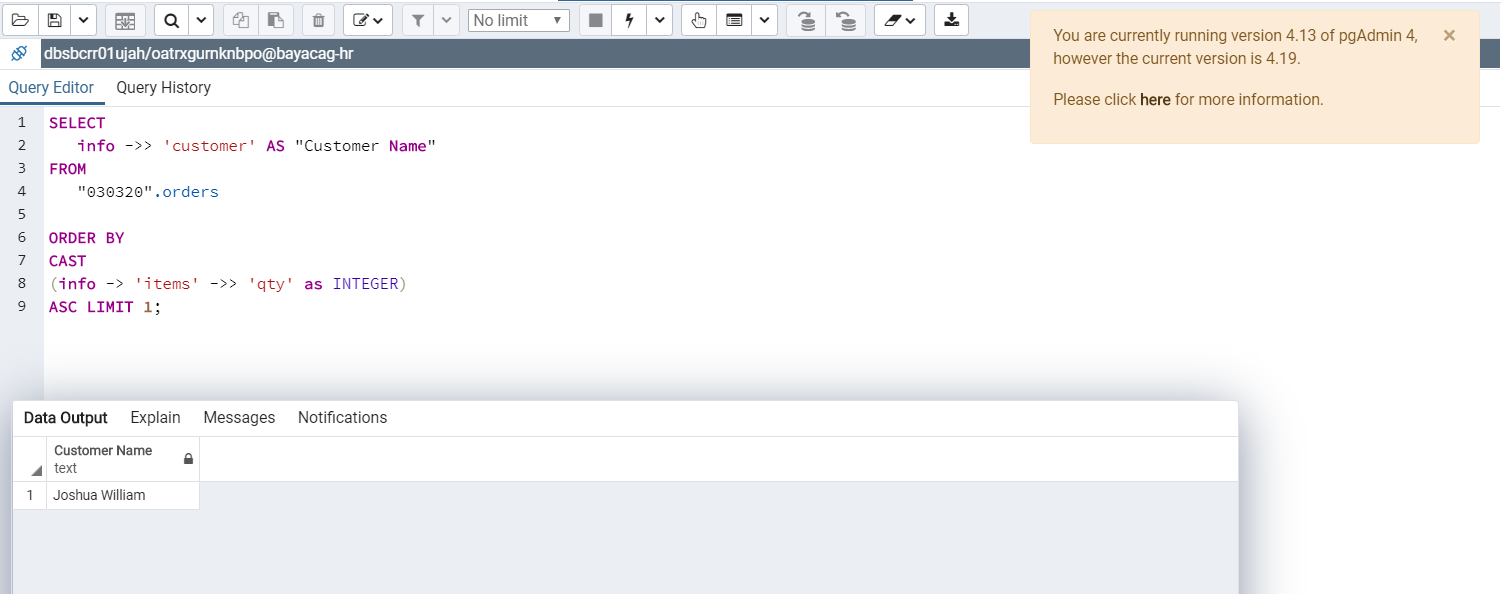 No limit
dbsbcrr01ujah/oatrxgurnknbpo@bayacag-hr
You are currently running version 4.13 of pgAdmin 4,
however the current version is 4.19.
Please click here for more information.
Query Editor Query History
1 SELECT
2 info ->> 'customer' AS "Customer Name"
3 FROM
4 "030320".orders
5
6 ORDER BY
7 CAST
8 (info -> 'items' ->> 'qty' as INTEGER)
9 ASC LIMIT 1;
Data Output Explain Messages Notifications
Customer Name
text
1 Joshua William